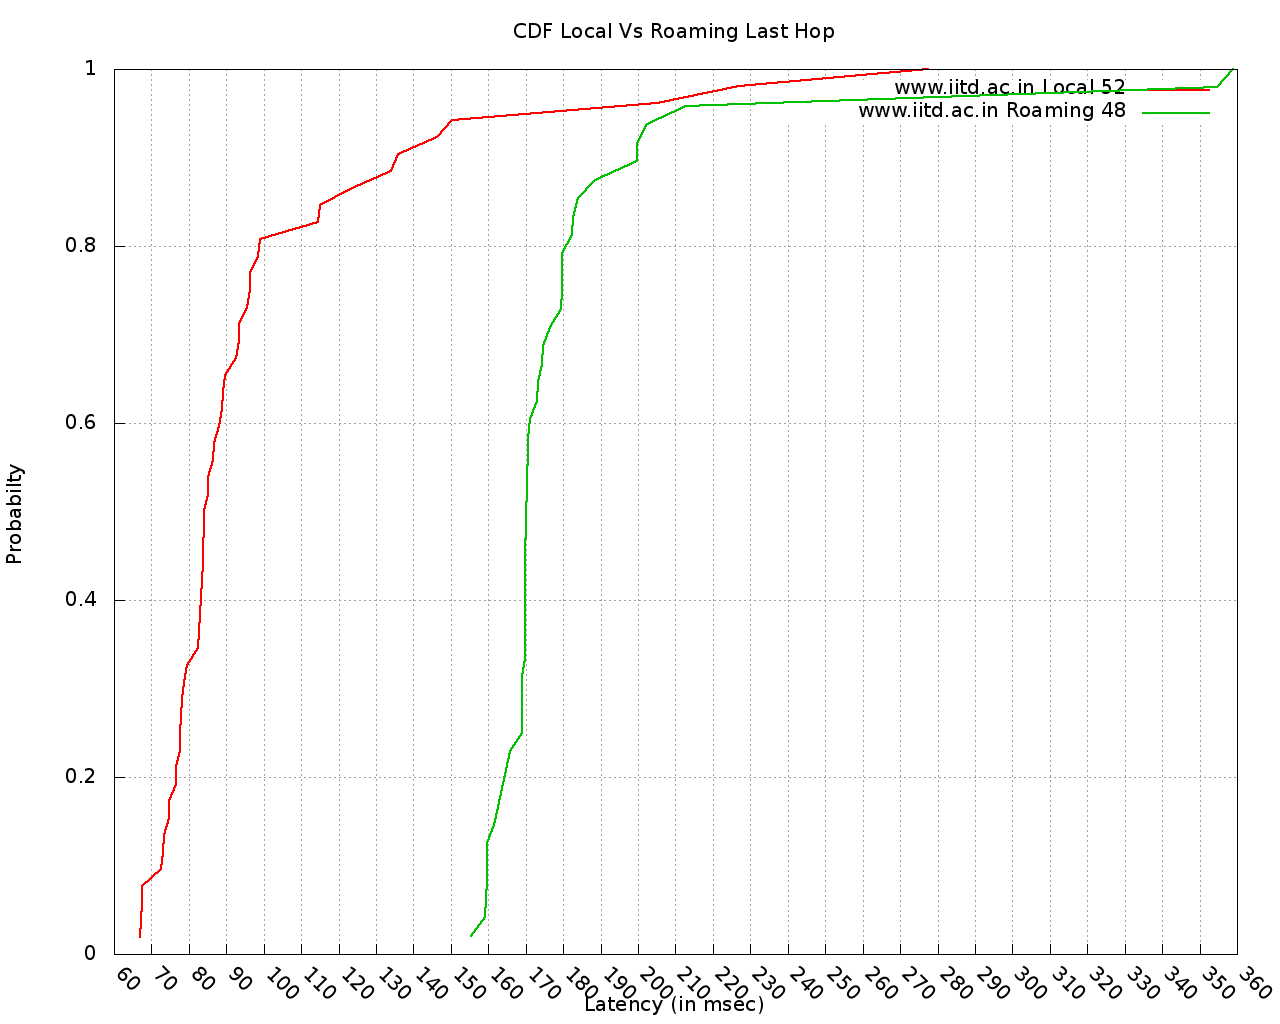 CDF Local Vs Roaming Last Hop
www.iitd.ac.in Local 52
www.iitd.ac.in Roaming 48
1
0.8
0.6
0.4
0.2
0
Probabilty
60 70 80 90 100 110 120 130 140 150 160 170 180 190 200 210 220 230 240 250 260 270 280 290 300 310 320 330 340 350 360
Latency (in msec)